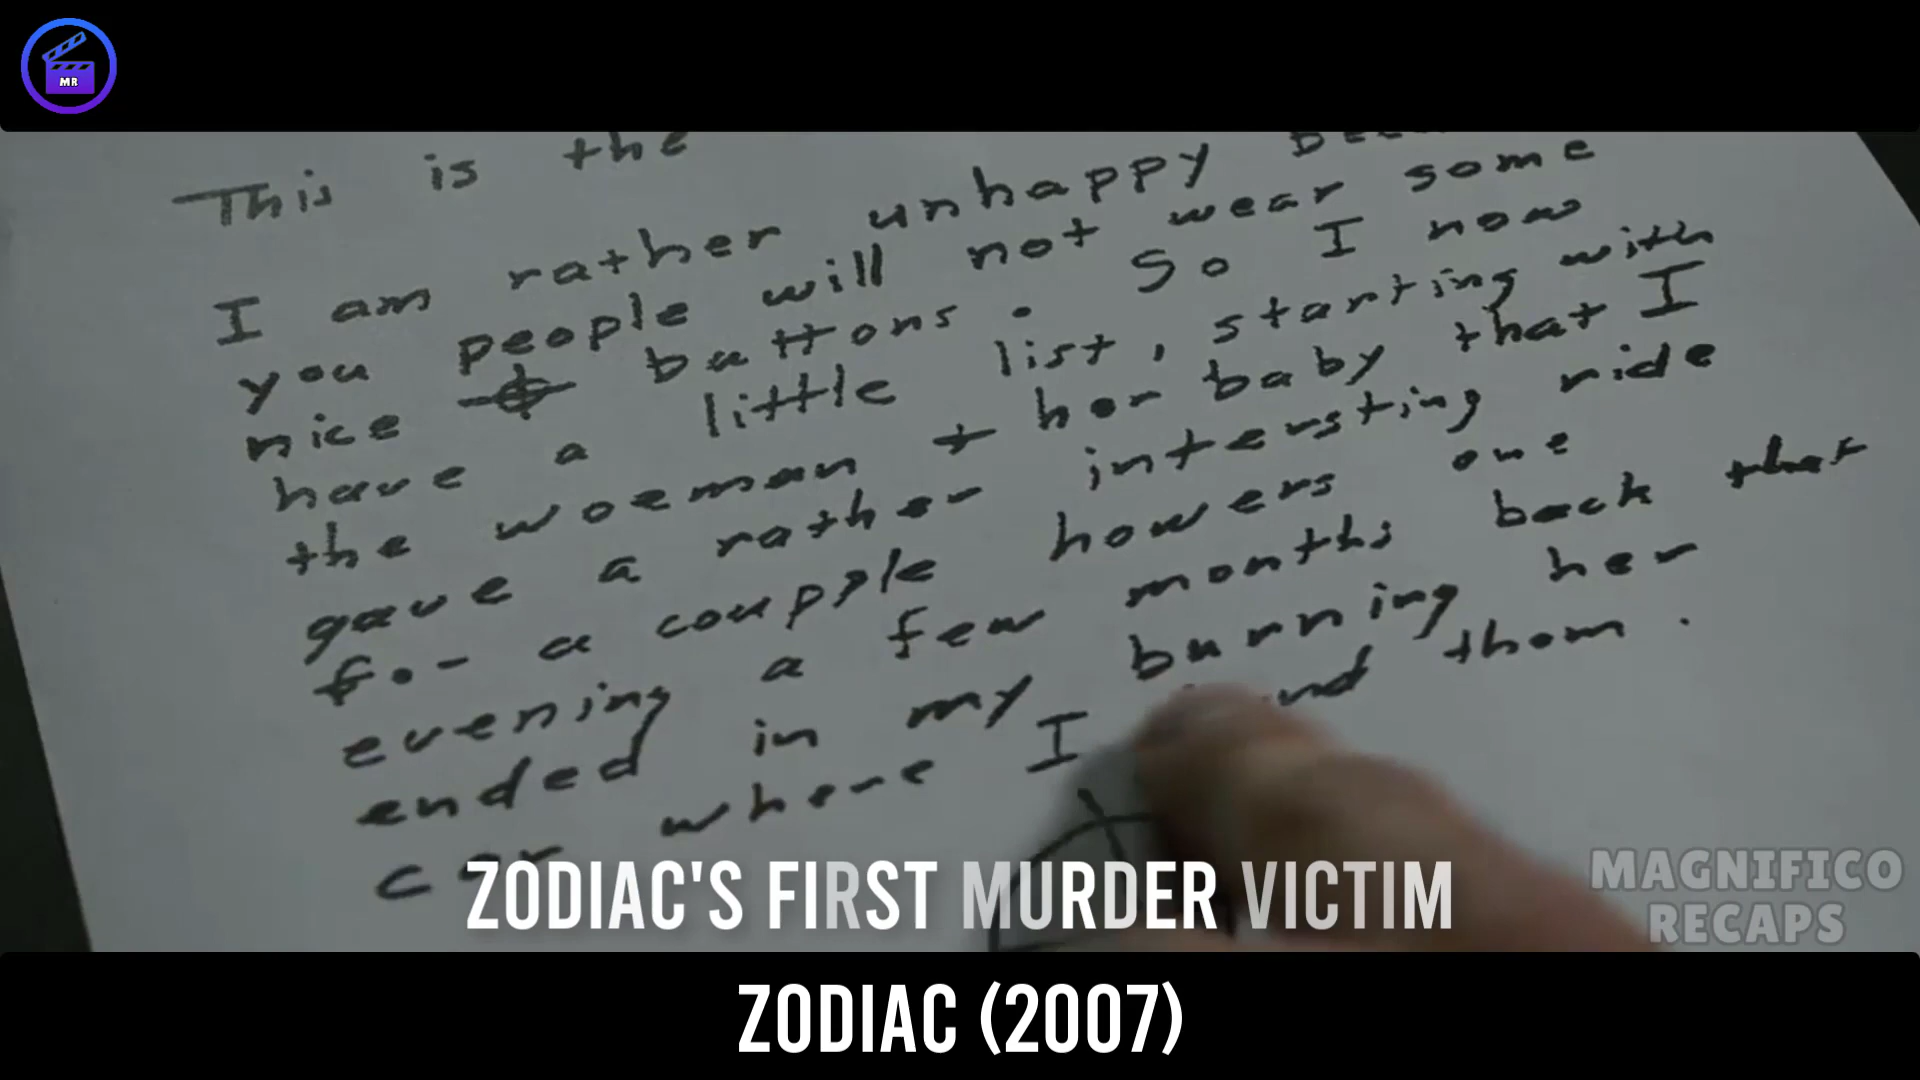 MR
This is the
I am rather unhappy
you people will not wear some
nice buttons. So I now
have a little list, starting with
the woeman + her baby that I
gave a rather intersting ride
for a coupple howers one
evening a few months back that
ended in my burning her
car where I them.
ZODIAC'S FIRST MURDER VICTIM
MAGNIFICO
RECAPS
ZODIAC (2007)